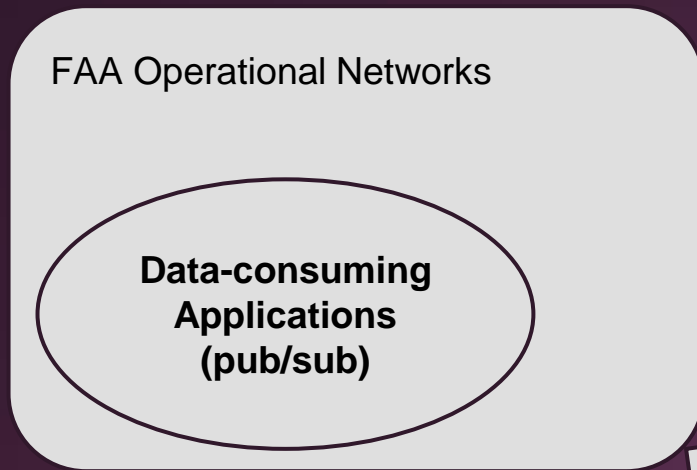 FAA Operational Networks
Data-consuming
Applications
(pub/sub)